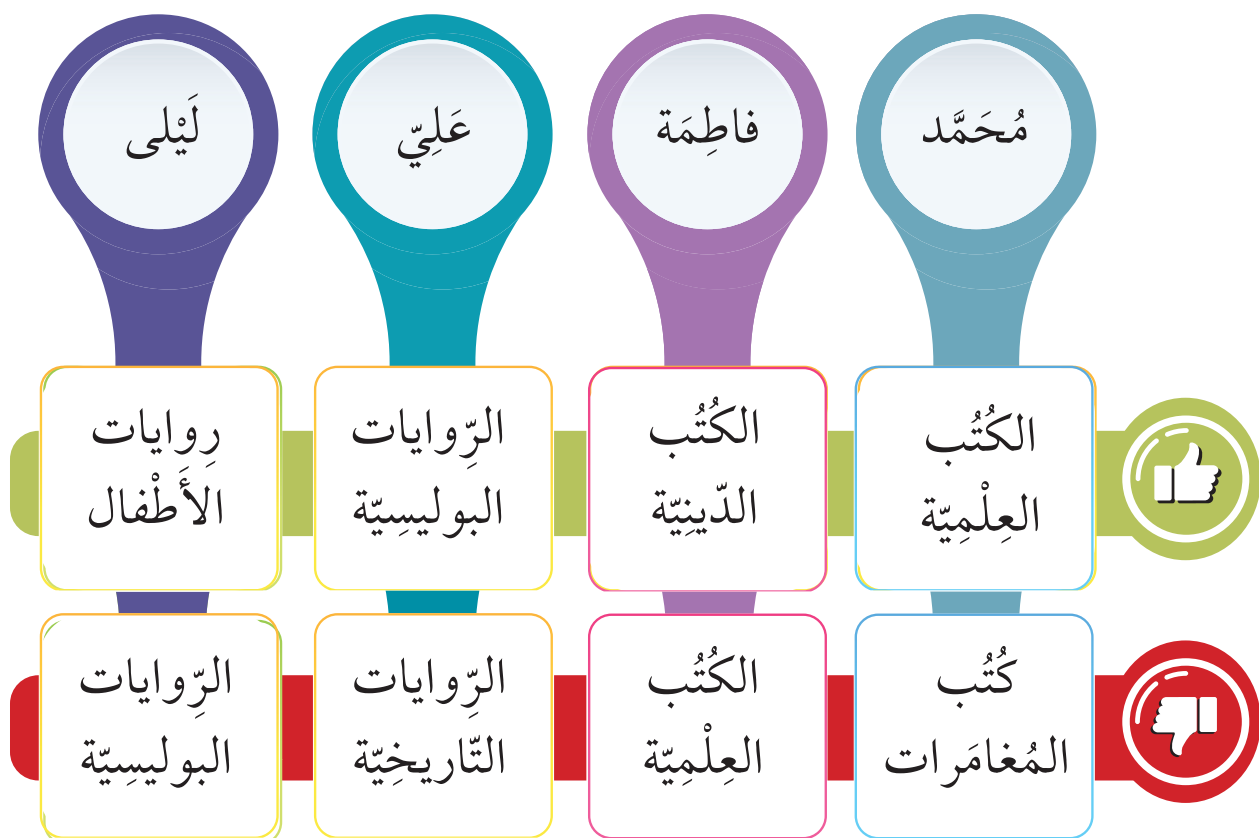 مُحَمَّد
فاطِمَة
عَلِيّ
لَيْلى
الكُتُب
العِلْمِيّة
الكُتُب
الدّينِيّة
الرِّوايات
البوليسِيّة
رِوايات
الأَطْفال
كُتُب
المُغامَرات
الكُتُب
العِلْمِيّة
الرِّوايات
التّاريخِيّة
الرِّوايات
البوليسِيّة